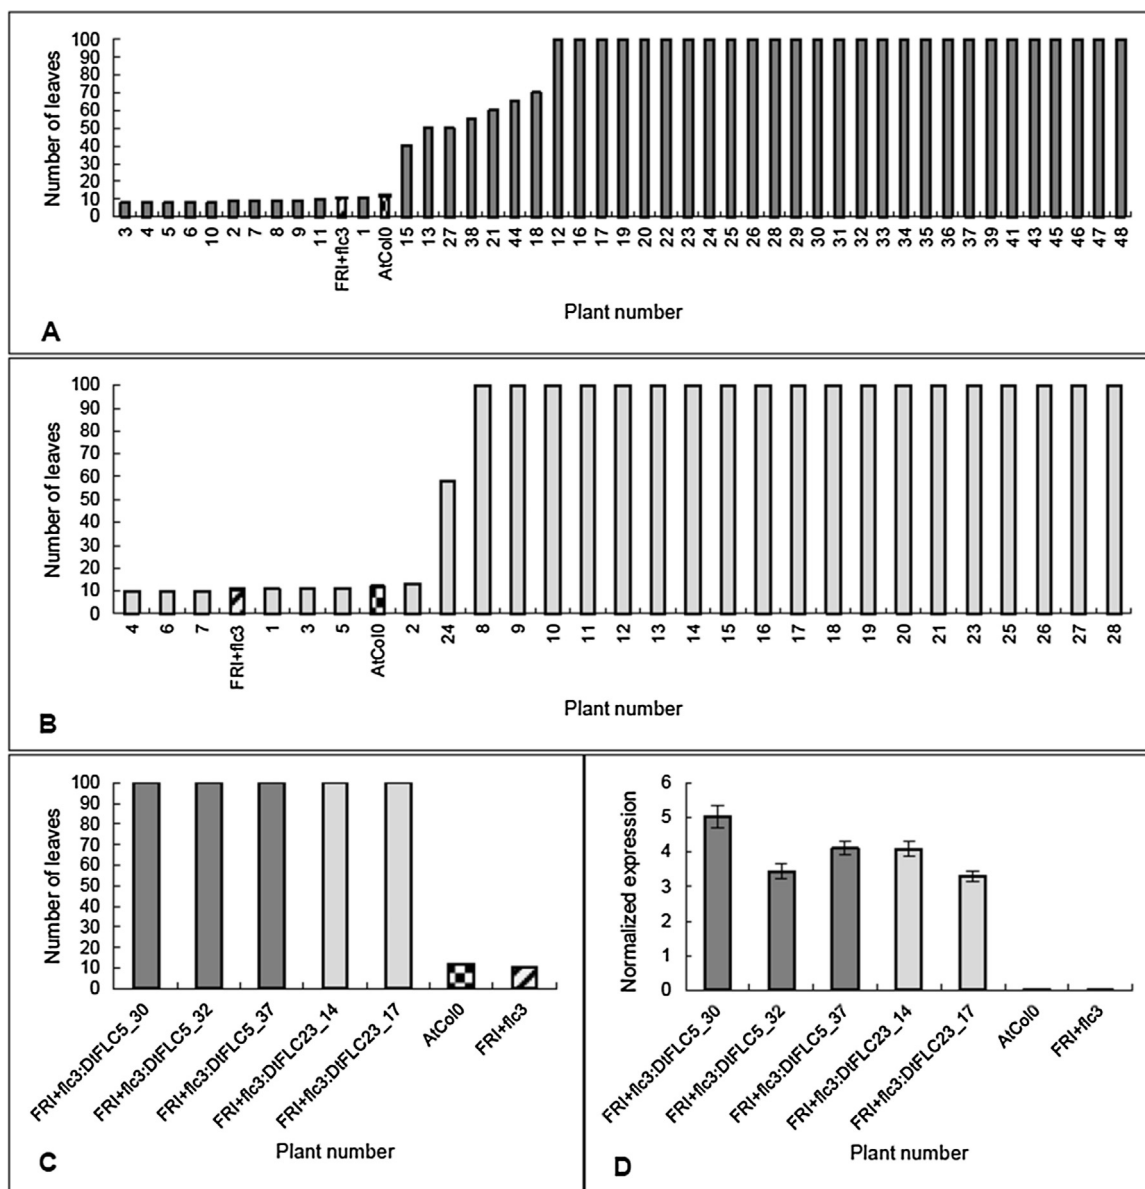 Number of leaves
100
90
80
70
60
50
40
30
20
10
0
3 4 5 6 10 2 7 8 9 11 FRI+flc3 1 AtCol0 15 13 27 38 21 44 18 12 16 17 19 20 22 23 24 25 26 28 29 30 31 32 33 34 35 36 37 39 41 43 45 46 47 48
Plant number
A
Number of leaves
100
90
80
70
60
50
40
30
20
10
0
4 6 7 FRI+flc3 1 3 5 AtCol0 2 24 8 9 10 11 12 13 14 15 16 17 18 19 20 21 23 25 26 27 28
Plant number
B
Number of leaves
100
90
80
70
60
50
40
30
20
10
0
FRI+flc3:DlFLC5_30
FRI+flc3:DlFLC5_32
FRI+flc3:DlFLC5_37
FRI+flc3:DlFLC23_14
FRI+flc3:DlFLC23_17
AtCol0
FRI+flc3
Plant number
C
Normalized expression
6
5
4
3
2
1
0
FRI+flc3:DlFLC5_30
FRI+flc3:DlFLC5_32
FRI+flc3:DlFLC5_37
FRI+flc3:DlFLC23_14
FRI+flc3:DlFLC23_17
AtCol0
FRI+flc3
Plant number
D